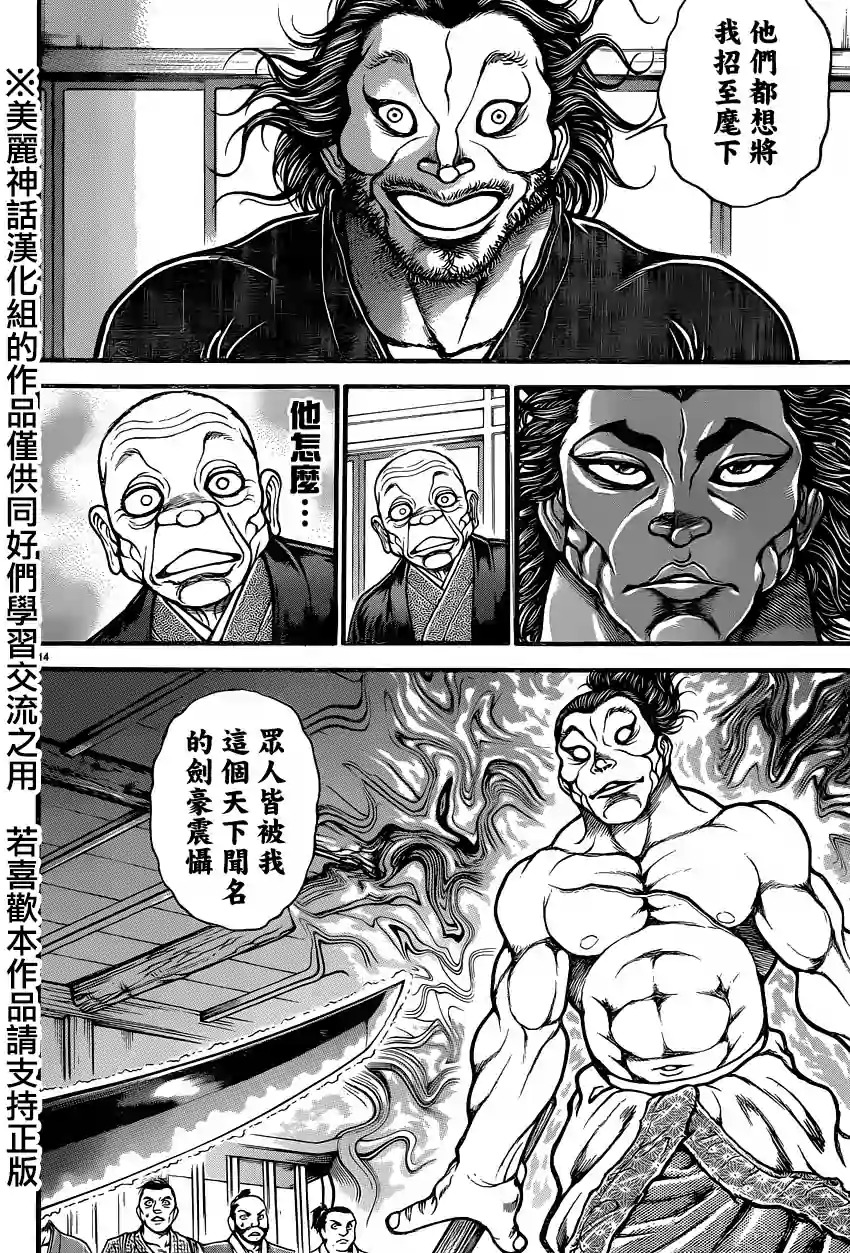 他們都想將
我招至麾下
他怎麼…
14
眾人皆被我
這個天下聞名
的劍豪震懾
※美麗神話漢化組的作品僅供同好們學習交流之用 若喜歡本作品請支持正版